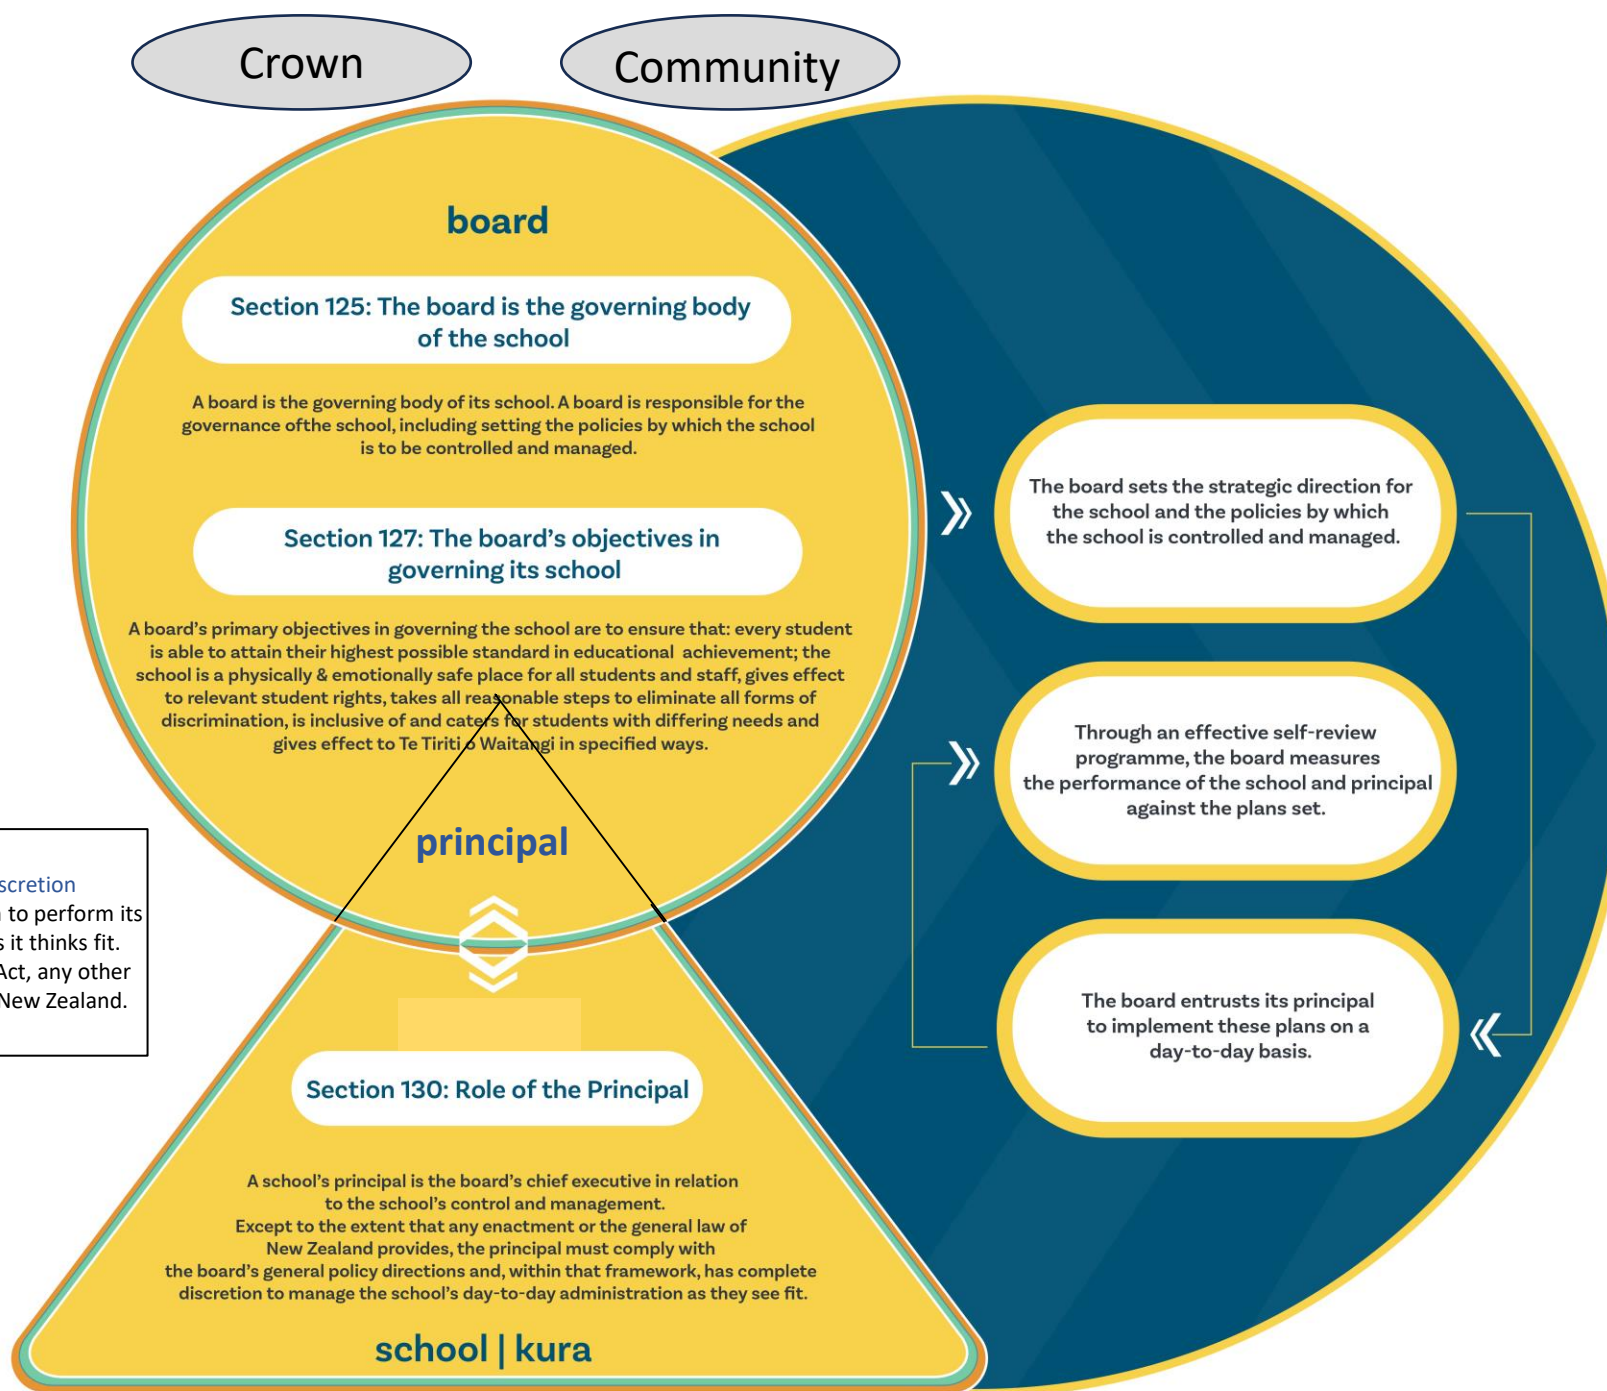 Crown
Community
board
Section 125: The board is the governing body
of the school
A board is the governing body of its school. A board is responsible for the
governance ofthe school, including setting the policies by which the school
is to be controlled and managed.
Section 127: The board's objectives in
governing its school
A board's primary objectives in governing the school are to ensure that: every student
is able to attain their highest possible standard in educational achievement; the
school is a physically & emotionally safe place for all students and staff, gives effect
to relevant student rights, takes all reasonable steps to eliminate all forms of
discrimination, is inclusive of and caters for students with differing needs and
gives effect to Te Tiriti o Waitangi in specified ways.
principal
to perform its
it thinks fit.
Act, any other
New Zealand.
Section 130: Role of the Principal
A school's principal is the board's chief executive in relation
to the school's control and management.
Except to the extent that any enactment or the general law of
New Zealand provides, the principal must comply with
the board's general policy directions and, within that framework, has complete
discretion to manage the school's day-to-day administration as they see fit.
school | kura
The board sets the strategic direction for
the school and the policies by which
the school is controlled and managed.
Through an effective self-review
programme, the board measures
the performance of the school and principal
against the plans set.
The board entrusts its principal
to implement these plans on a
day-to-day basis.